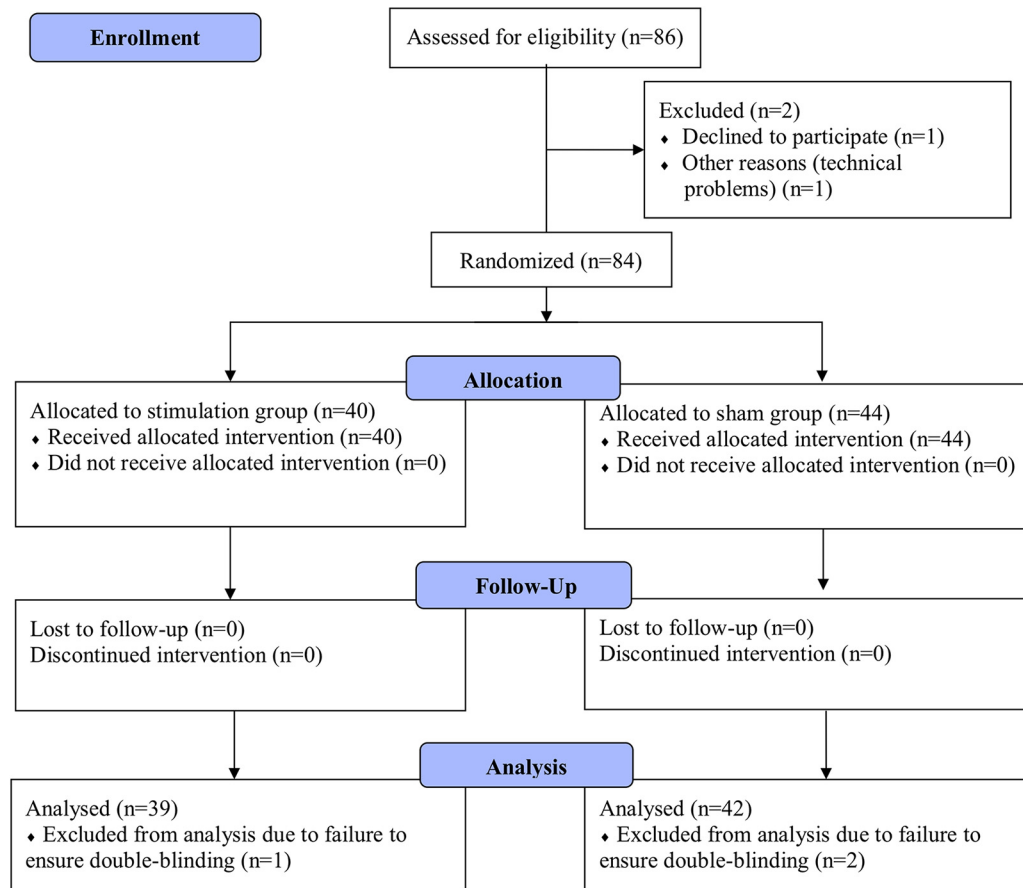 Enrollment
Assessed for eligibility (n=86)
Excluded (n=2)
⬧ Declined to participate (n=1)
⬧ Other reasons (technical
problems) (n=1)
Randomized (n=84)
Allocation
Allocated to stimulation group (n=40)
⬧ Received allocated intervention (n=40)
⬧ Did not receive allocated intervention (n=0)
Allocated to sham group (n=44)
⬧ Received allocated intervention (n=44)
⬧ Did not receive allocated intervention (n=0)
Follow-Up
Lost to follow-up (n=0)
Discontinued intervention (n=0)
Lost to follow-up (n=0)
Discontinued intervention (n=0)
Analysis
Analysed (n=39)
⬧ Excluded from analysis due to failure to
ensure double-blinding (n=1)
Analysed (n=42)
⬧ Excluded from analysis due to failure to
ensure double-blinding (n=2)